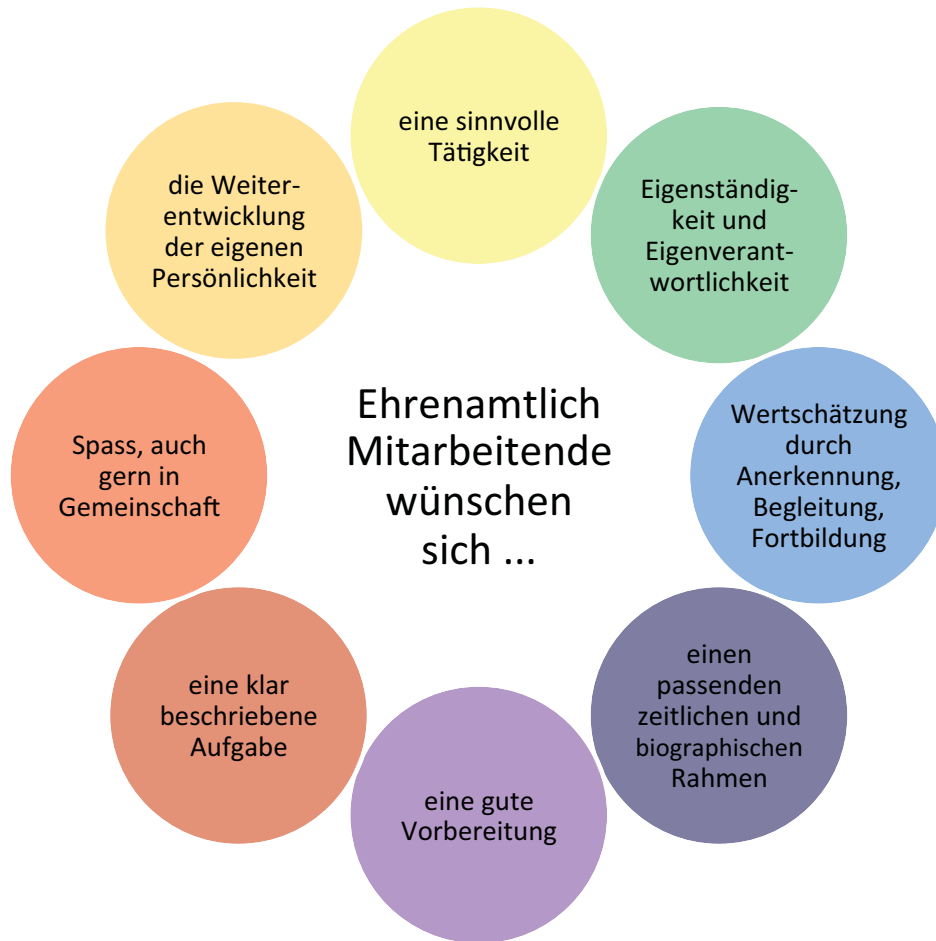 eine sinnvolle
Tätigkeit
Eigenständig-
keit und
Eigenverant-
wortlichkeit
Wertschätzung
durch
Anerkennung,
Begleitung,
Fortbildung
einen
passenden
zeitlichen und
biographischen
Rahmen
eine gute
Vorbereitung
eine klar
beschriebene
Aufgabe
Spass, auch
gern in
Gemeinschaft
die Weiter-
entwicklung
der eigenen
Persönlichkeit
Ehrenamtlich
Mitarbeitende
wünschen
sich ...